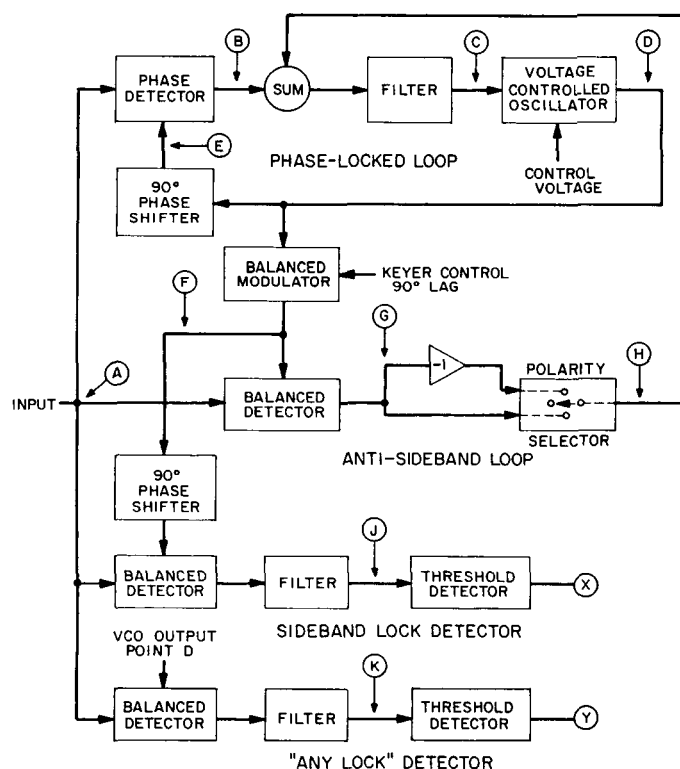 B
C
D
PHASE
DETECTOR
SUM
FILTER
VOLTAGE
CONTROLLED
OSCILLATOR
E
PHASE-LOCKED LOOP
CONTROL
VOLTAGE
90°
PHASE
SHIFTER
BALANCED
MODULATOR
KEYER CONTROL
90° LAG
F
G
A
-1
POLARITY
H
INPUT
BALANCED
DETECTOR
SELECTOR
ANTI-SIDEBAND LOOP
90°
PHASE
SHIFTER
J
BALANCED
DETECTOR
FILTER
THRESHOLD
DETECTOR
X
SIDEBAND LOCK DETECTOR
VCO OUTPUT
POINT D
K
BALANCED
DETECTOR
FILTER
THRESHOLD
DETECTOR
Y
"ANY LOCK" DETECTOR